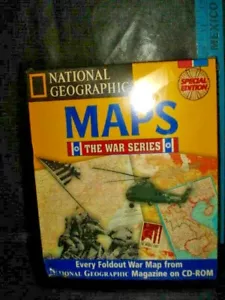 MEXICO
NATIONAL
GEOGRAPHIC
SPECIAL
EDITION
MAPS
THE WAR SERIES
Every Foldout War Map from
NATIONAL GEOGRAPHIC Magazine on CD-ROM